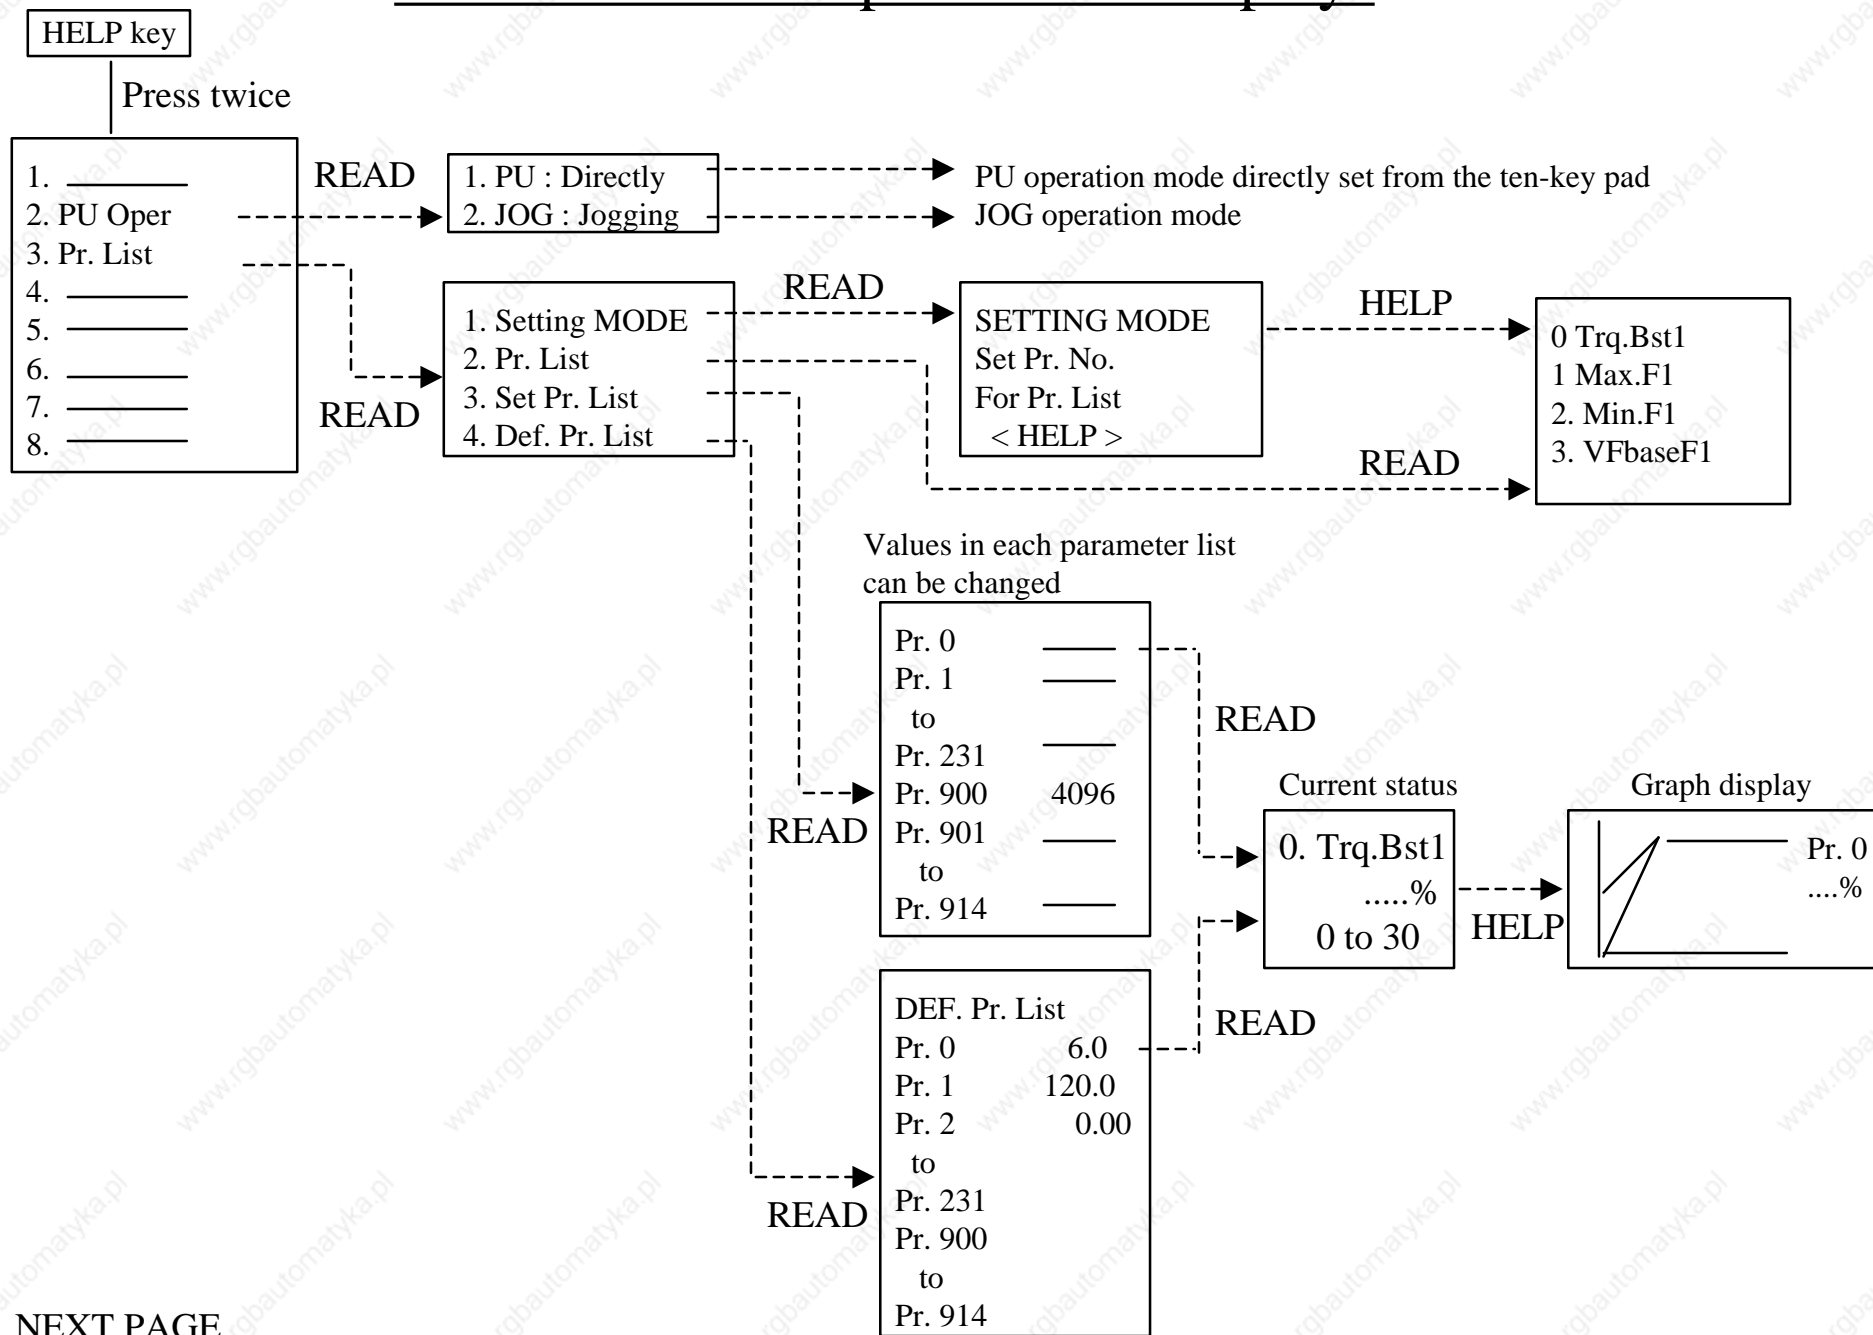 HELP key
Press twice
1.
2. PU Oper
3. Pr. List
4.
5.
6.
7.
8.
READ
1. PU : Directly
2. JOG : Jogging
PU operation mode directly set from the ten-key pad
JOG operation mode
READ
1. Setting MODE
2. Pr. List
3. Set Pr. List
4. Def. Pr. List
READ
SETTING MODE
Set Pr. No.
For Pr. List
< HELP >
HELP
READ
0 Trq.Bst1
1 Max.F1
2. Min.F1
3. VFbaseF1
Values in each parameter list
can be changed
READ
Pr. 0
Pr. 1
to
Pr. 231
Pr. 900 4096
Pr. 901
to
Pr. 914
READ
Current status
0. Trq.Bst1
.....%
0 to 30
HELP
Graph display
Pr. 0
....%
READ
DEF. Pr. List
Pr. 0 6.0
Pr. 1 120.0
Pr. 2 0.00
to
Pr. 231
Pr. 900
to
Pr. 914
READ
NEXT PAGE
www.rgbautomatyka.pl